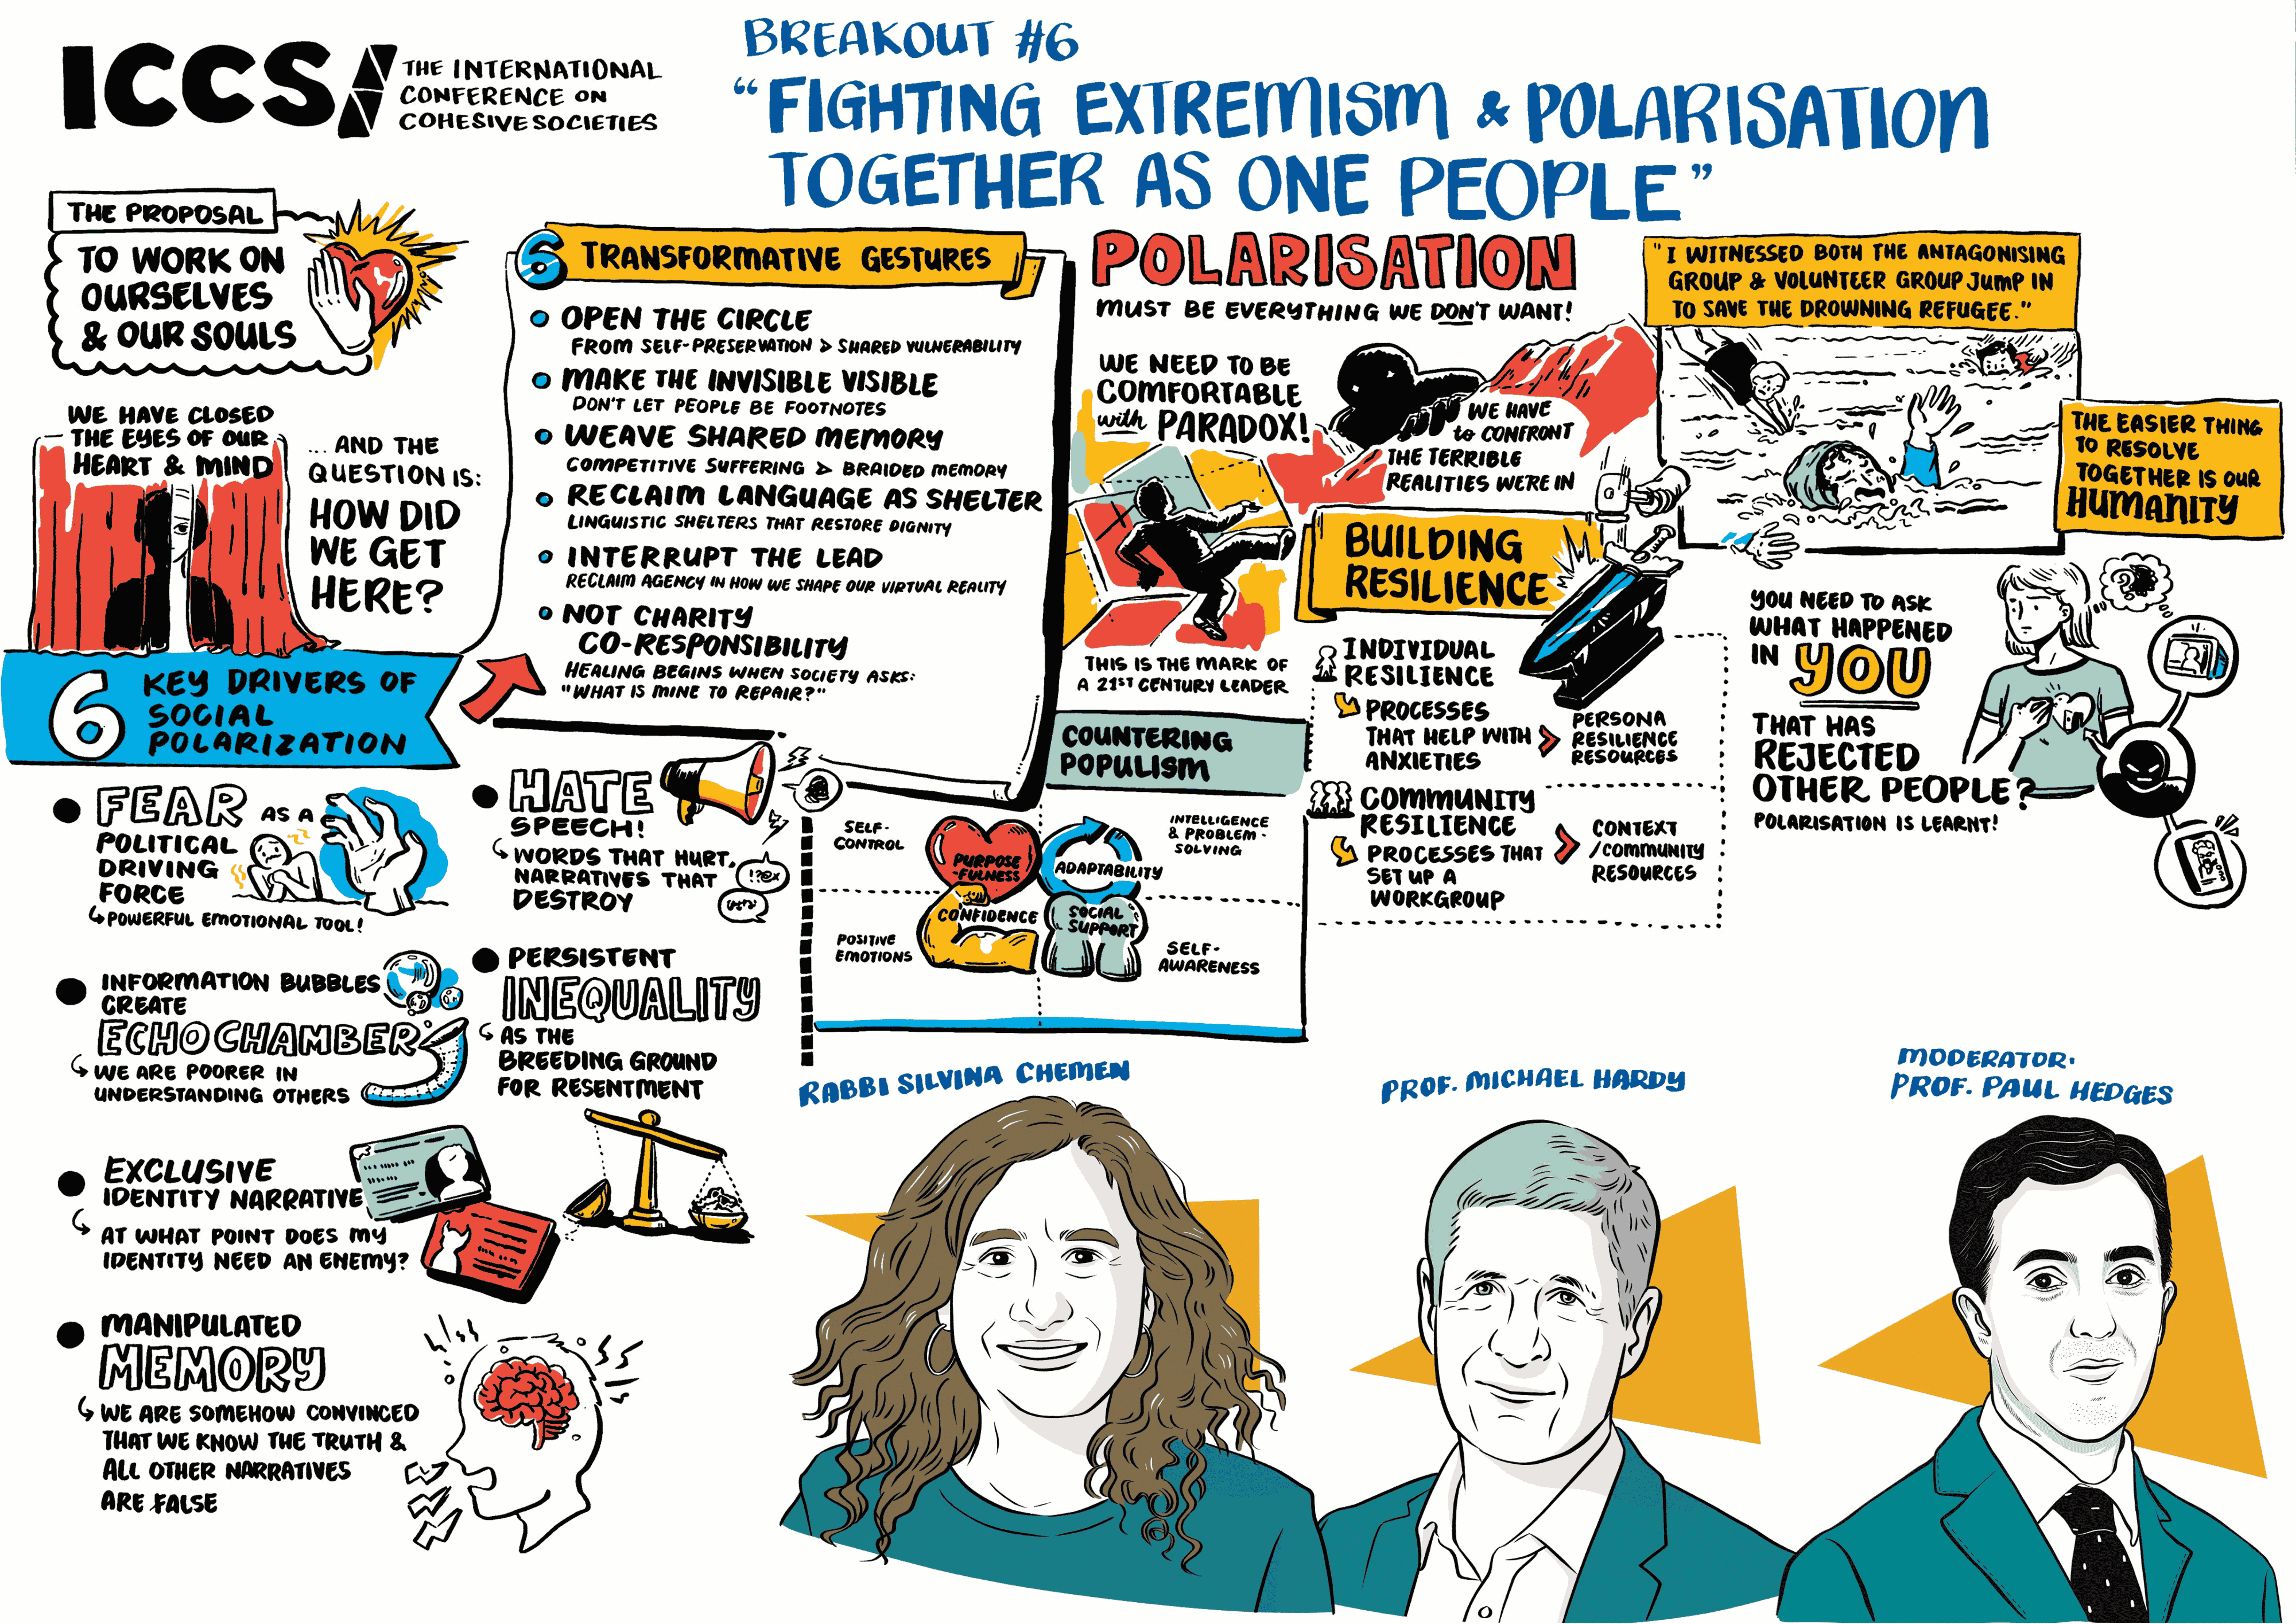 ICCS
THE INTERNATIONAL
CONFERENCE ON
COHESIVE SOCIETIES
BREAKOUT #6
"FIGHTING EXTREMISM & POLARISATION
TOGETHER AS ONE PEOPLE"
THE PROPOSAL
TO WORK ON
OURSELVES
& OUR SOULS
WE HAVE CLOSED
THE EYES OF OUR
HEART & MIND
... AND THE
QUESTION IS:
HOW DID
WE GET
HERE?
6 KEY DRIVERS OF
SOCIAL
POLARIZATION
FEAR AS A
POLITICAL
DRIVING
FORCE
POWERFUL EMOTIONAL TOOL!
INFORMATION BUBBLES
CREATE
ECHO CHAMBER
WE ARE POORER IN
UNDERSTANDING OTHERS
EXCLUSIVE
IDENTITY NARRATIVE
AT WHAT POINT DOES MY
IDENTITY NEED AN ENEMY?
MANIPULATED
MEMORY
WE ARE SOMEHOW CONVINCED
THAT WE KNOW THE TRUTH &
ALL OTHER NARRATIVES
ARE FALSE
HATE
SPEECH!
WORDS THAT HURT,
NARRATIVES THAT
DESTROY
!?@x
PERSISTENT
INEQUALITY
AS THE
BREEDING GROUND
FOR RESENTMENT
6 TRANSFORMATIVE GESTURES
OPEN THE CIRCLE
FROM SELF-PRESERVATION > SHARED VULNERABILITY
MAKE THE INVISIBLE VISIBLE
DON'T LET PEOPLE BE FOOTNOTES
WEAVE SHARED MEMORY
COMPETITIVE SUFFERING > BRAIDED MEMORY
RECLAIM LANGUAGE AS SHELTER
LINGUISTIC SHELTERS THAT RESTORE DIGNITY
INTERRUPT THE LEAD
RECLAIM AGENCY IN HOW WE SHAPE OUR VIRTUAL REALITY
NOT CHARITY
CO-RESPONSIBILITY
HEALING BEGINS WHEN SOCIETY ASKS:
"WHAT IS MINE TO REPAIR?"
POLARISATION
MUST BE EVERYTHING WE DON'T WANT!
WE NEED TO BE
COMFORTABLE
with PARADOX!
THIS IS THE MARK OF
A 21ST CENTURY LEADER
WE HAVE
to CONFRONT
THE TERRIBLE
REALITIES WE'RE IN
COUNTERING
POPULISM
SELF-
CONTROL
PURPOSE
-FULNESS
ADAPTABILITY
INTELLIGENCE
& PROBLEM-
SOLVING
POSITIVE
EMOTIONS
CONFIDENCE
SOCIAL
SUPPORT
SELF-
AWARENESS
BUILDING
RESILIENCE
INDIVIDUAL
RESILIENCE
PROCESSES
THAT HELP WITH
ANXIETIES
> PERSONA
RESILIENCE
RESOURCES
COMMUNITY
RESILIENCE
PROCESSES THAT
SET UP A
WORKGROUP
> CONTEXT
/COMMUNITY
RESOURCES
"I WITNESSED BOTH THE ANTAGONISING
GROUP & VOLUNTEER GROUP JUMP IN
TO SAVE THE DROWNING REFUGEE."
THE EASIER THING
TO RESOLVE
TOGETHER IS OUR
HUMANITY
YOU NEED TO ASK
WHAT HAPPENED
IN YOU
THAT HAS
REJECTED
OTHER PEOPLE?
POLARISATION IS LEARNT!
?
RABBI SILVINA CHEMEN
PROF. MICHAEL HARDY
MODERATOR:
PROF. PAUL HEDGES